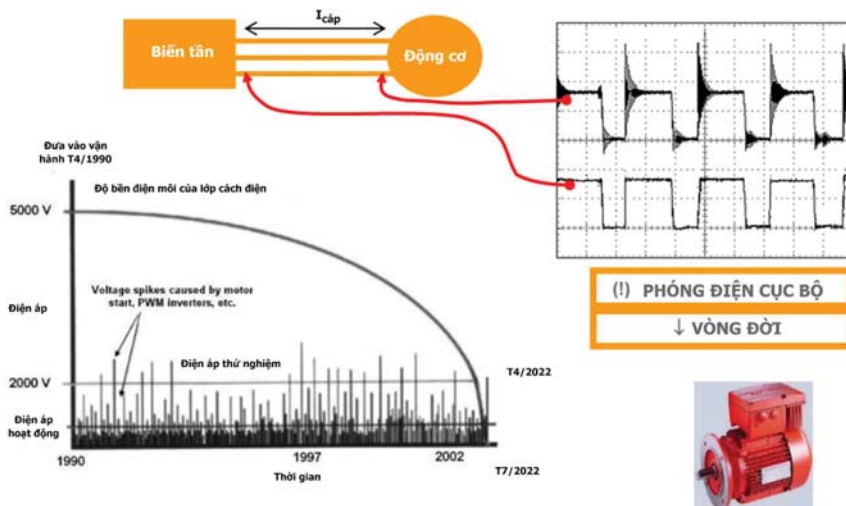 I cáp
Biến tần
Động cơ
Đưa vào vận
hành T4/1990
Độ bền điện môi của lớp cách điện
5000 V
Voltage spikes caused by motor
start, PWM inverters, etc.
Điện áp
Điện áp thử nghiệm
2000 V
T4/2022
Điện áp
hoạt động
1990
1997
2002
Thời gian
T7/2022
(!) PHÓNG ĐIỆN CỤC BỘ
↓ VÒNG ĐỜI